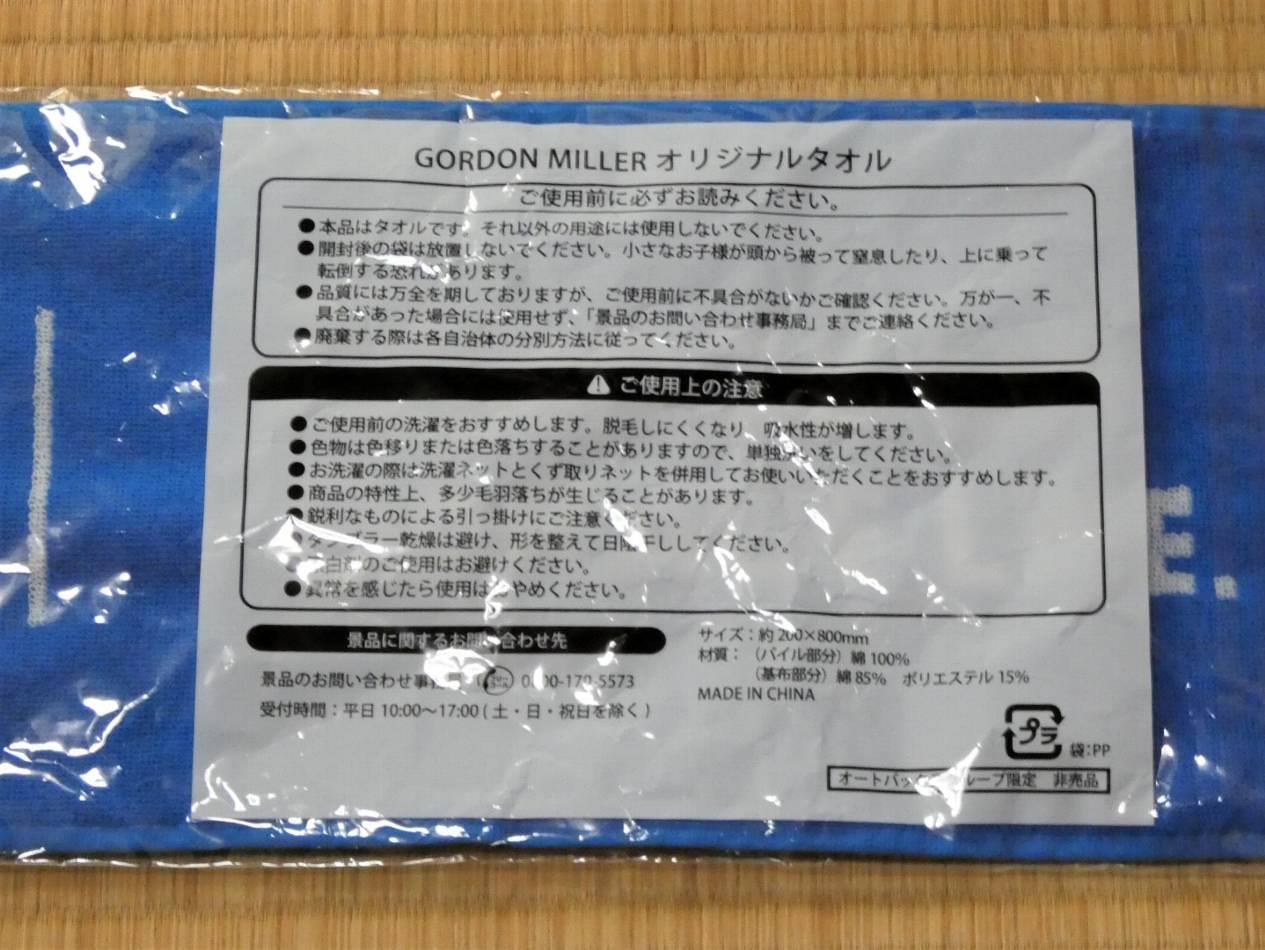 GORDON MILLER オリジナルタオル
ご使用前に必ずお読みください。
●本品はタオルです。それ以外の用途には使用しないでください。
●開封後の袋は放置しないでください。小さなお子様が頭から被って窒息したり、上に乗って
転倒する恐れがあります。
●品質には万全を期しておりますが、ご使用前に不具合がないかご確認ください。万が一、不
具合があった場合には使用せず、「景品のお問い合わせ事務局」までご連絡ください。
●廃棄する際は各自治体の分別方法に従ってください。
ご使用上の注意
●ご使用前の洗濯をおすすめします。脱毛しにくくなり、吸水性が増します。
●色物は色移りまたは色落ちすることがありますので、単独洗いをしてください。
●お洗濯の際は洗濯ネットとくず取りネットを併用してお使いいただくことをおすすめします。
●商品の特性上、多少毛羽落ちが生じることがあります。
●鋭利なものによる引っ掛けにご注意ください。
●タンブラー乾燥は避け、形を整えて日陰干ししてください。
●漂白剤のご使用はお避けください。
●異常を感じたら使用はおやめください。
景品に関するお問い合わせ先
景品のお問い合わせ事務局
受付時間：平日 10:00～17:00 ( 土・日・祝日を除く )
サイズ：約 200×800mm
材質：（パイル部分）綿 100%
（基布部分）綿 85%　ポリエステル 15%
MADE IN CHINA
プラ
袋：PP
オートバックスグループ限定　非売品
E.